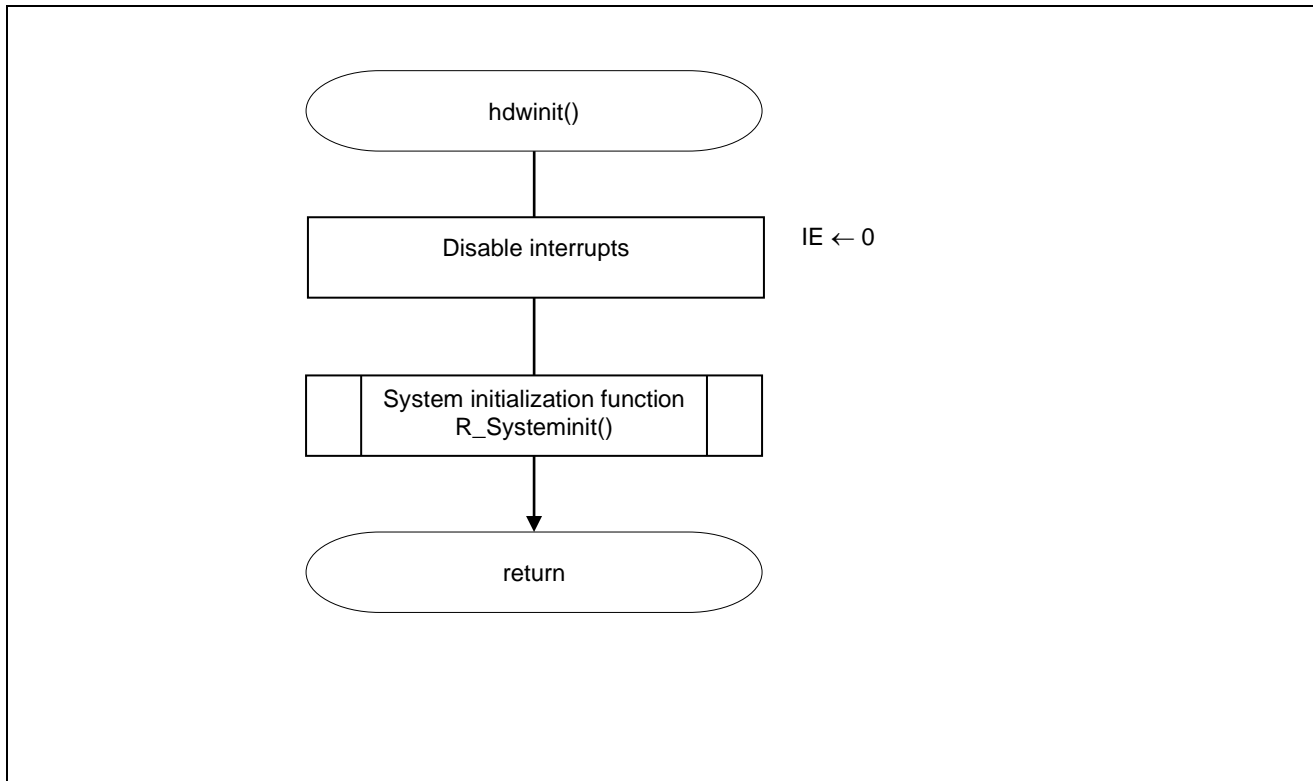 hdwinit()
Disable interrupts
IE ← 0
System initialization function
R_Systeminit()
return